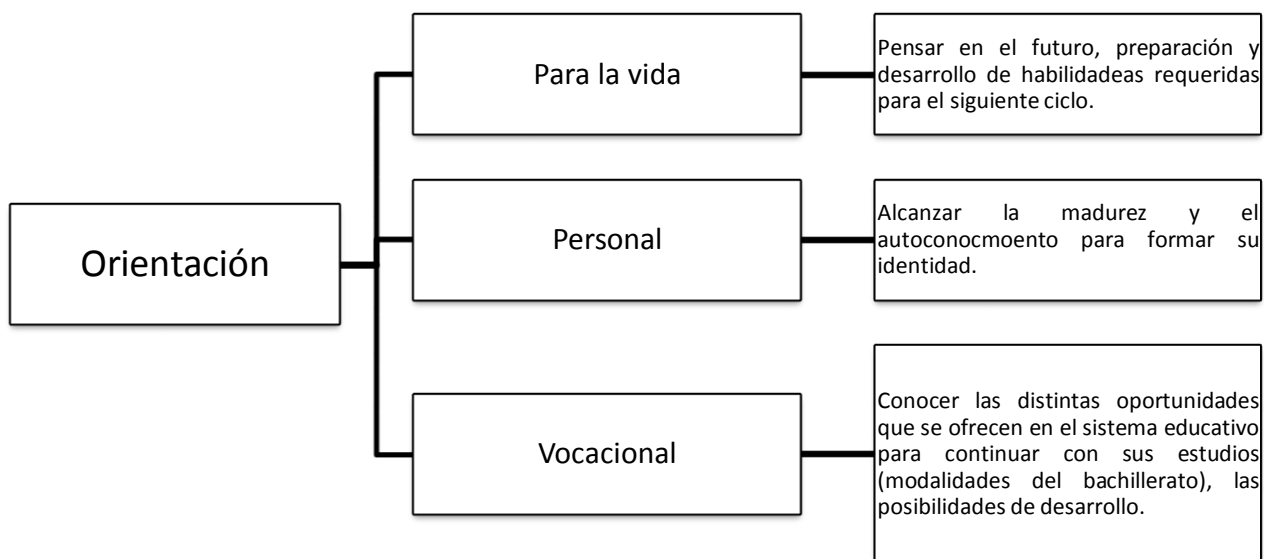 Orientación
Para la vida
Pensar en el futuro, preparación y
desarrollo de habilidadeas requeridas
para el siguiente ciclo.
Personal
Alcanzar la madurez y el
autoconocmoento para formar su
identidad.
Vocacional
Conocer las distintas oportunidades
que se ofrecen en el sistema educativo
para continuar con sus estudios
(modalidades del bachillerato), las
posibilidades de desarrollo.